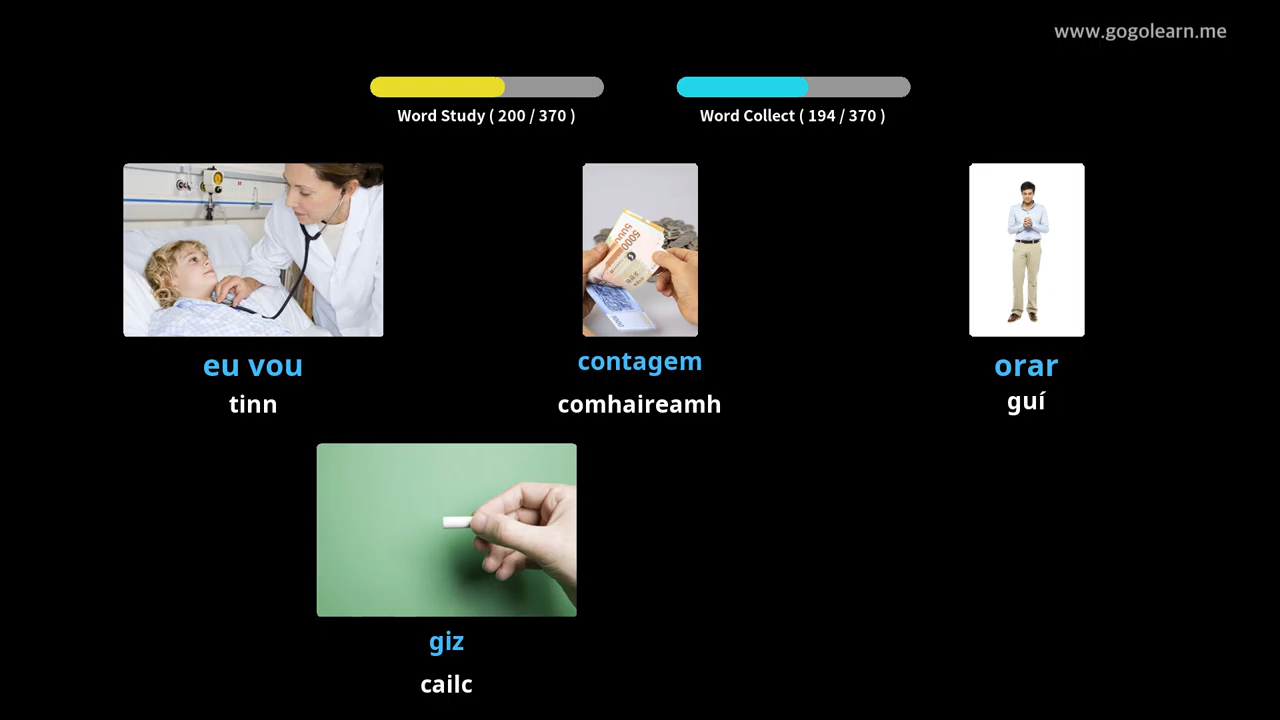 www.gogolearn.me
Word Study ( 200 / 370 )
Word Collect ( 194 / 370 )
eu vou
tinn
contagem
comhaireamh
orar
guí
giz
cailc